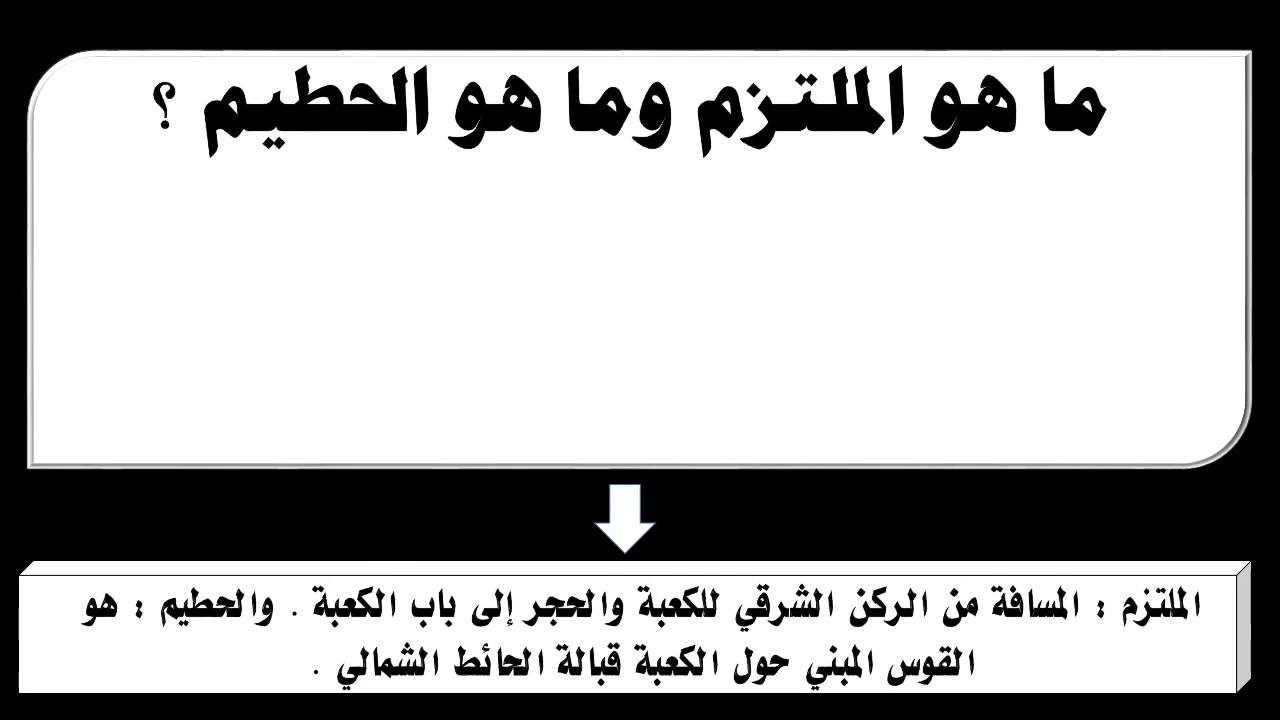 ما هو الملتزم وما هو الحطيم ؟
الملتزم : المسافة من الركن الشرقي للكعبة والحجر إلى باب الكعبة . والحطيم : هو
القوس المبني حول الكعبة قبالة الحائط الشمالي .